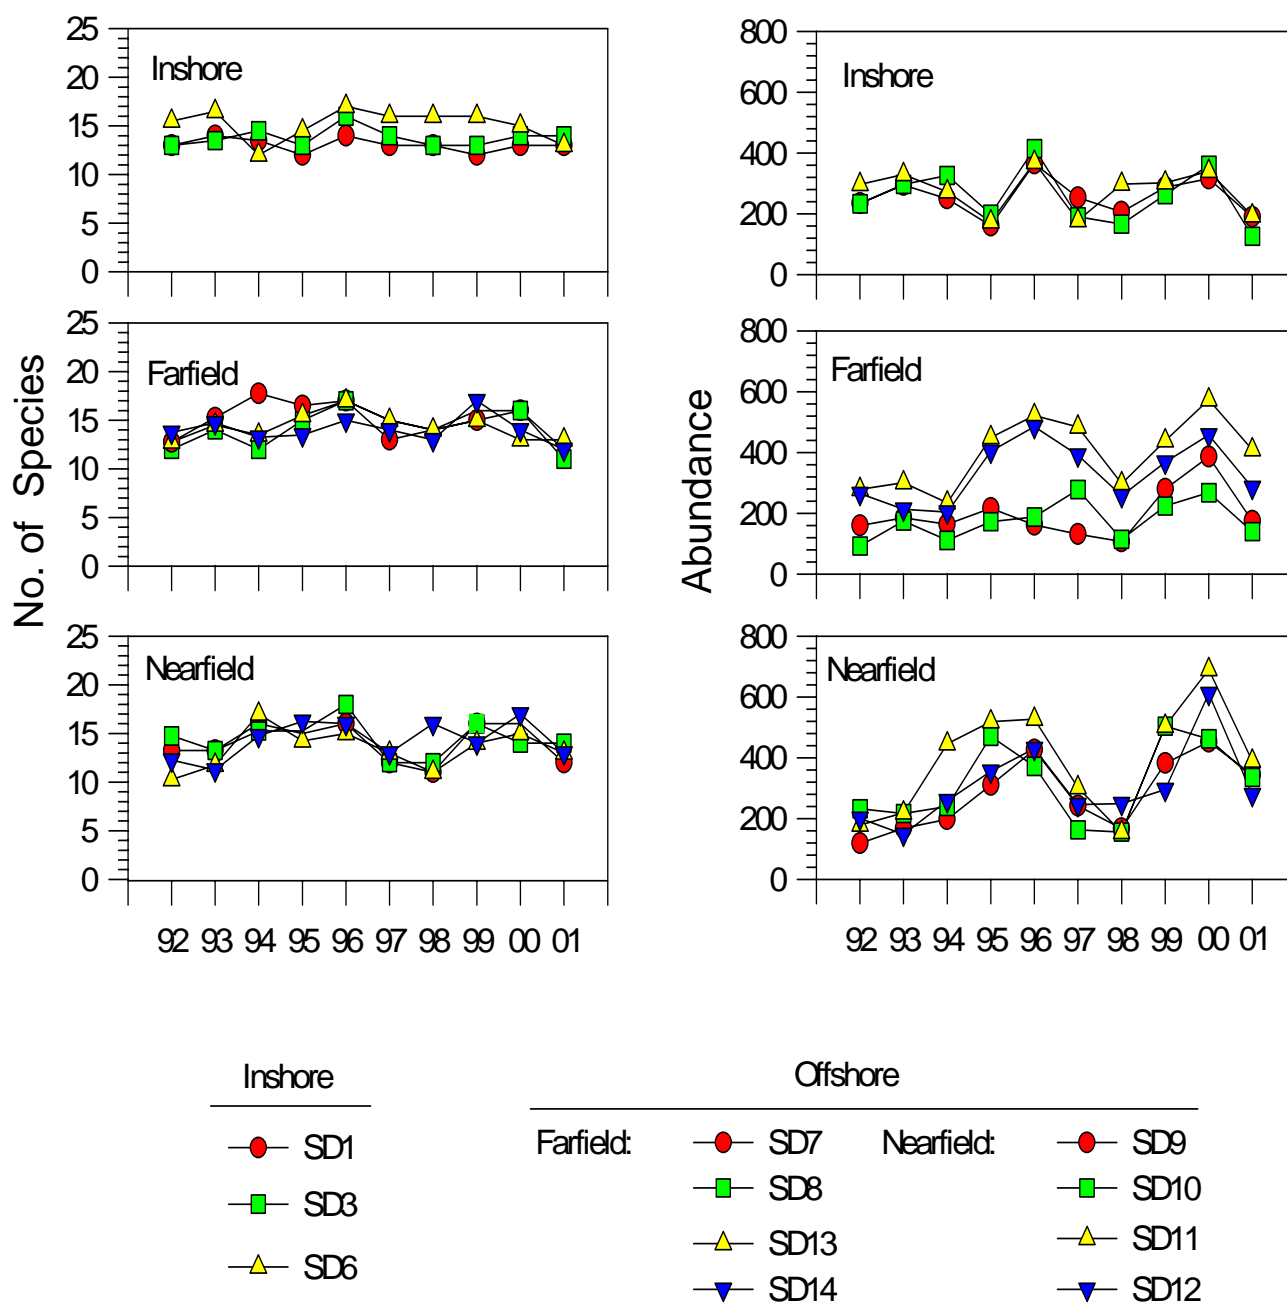 No. of Species
25
20
15
10
5
0
Inshore
25
20
15
10
5
0
Farfield
25
20
15
10
5
0
Nearfield
92 93 94 95 96 97 98 99 00 01
Abundance
800
600
400
200
0
Inshore
800
600
400
200
0
Farfield
800
600
400
200
0
Nearfield
92 93 94 95 96 97 98 99 00 01
Inshore
SD1
SD3
SD6
Offshore
Farfield:
SD7
SD8
SD13
SD14
Nearfield:
SD9
SD10
SD11
SD12